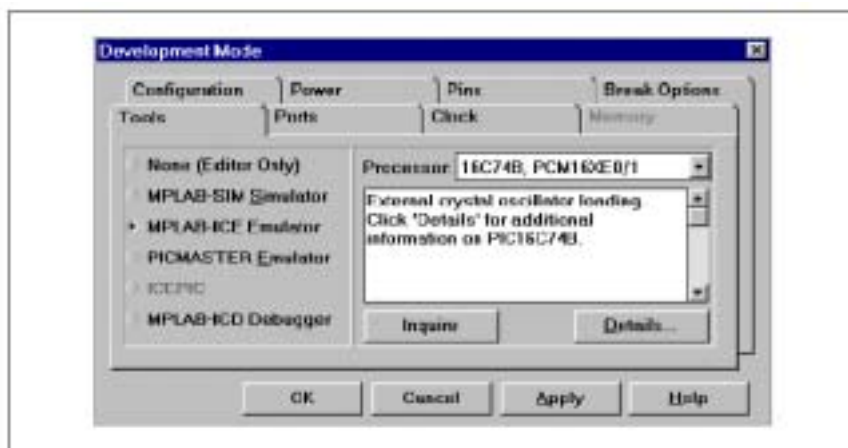 Development Mode
Configuration Power Pins Break Options
Tools Ports Clock Memory
None (Editor Only)
MPLAB-SIM Simulator
MPLAB-ICE Emulator
PICMASTER Emulator
ICEPIC
MPLAB-ICD Debugger
Processor 16C74B, PCM16XE0/1
External crystal oscillator loading.
Click 'Details' for additional
information on PIC16C74B.
Inquire Details...
OK Cancel Apply Help